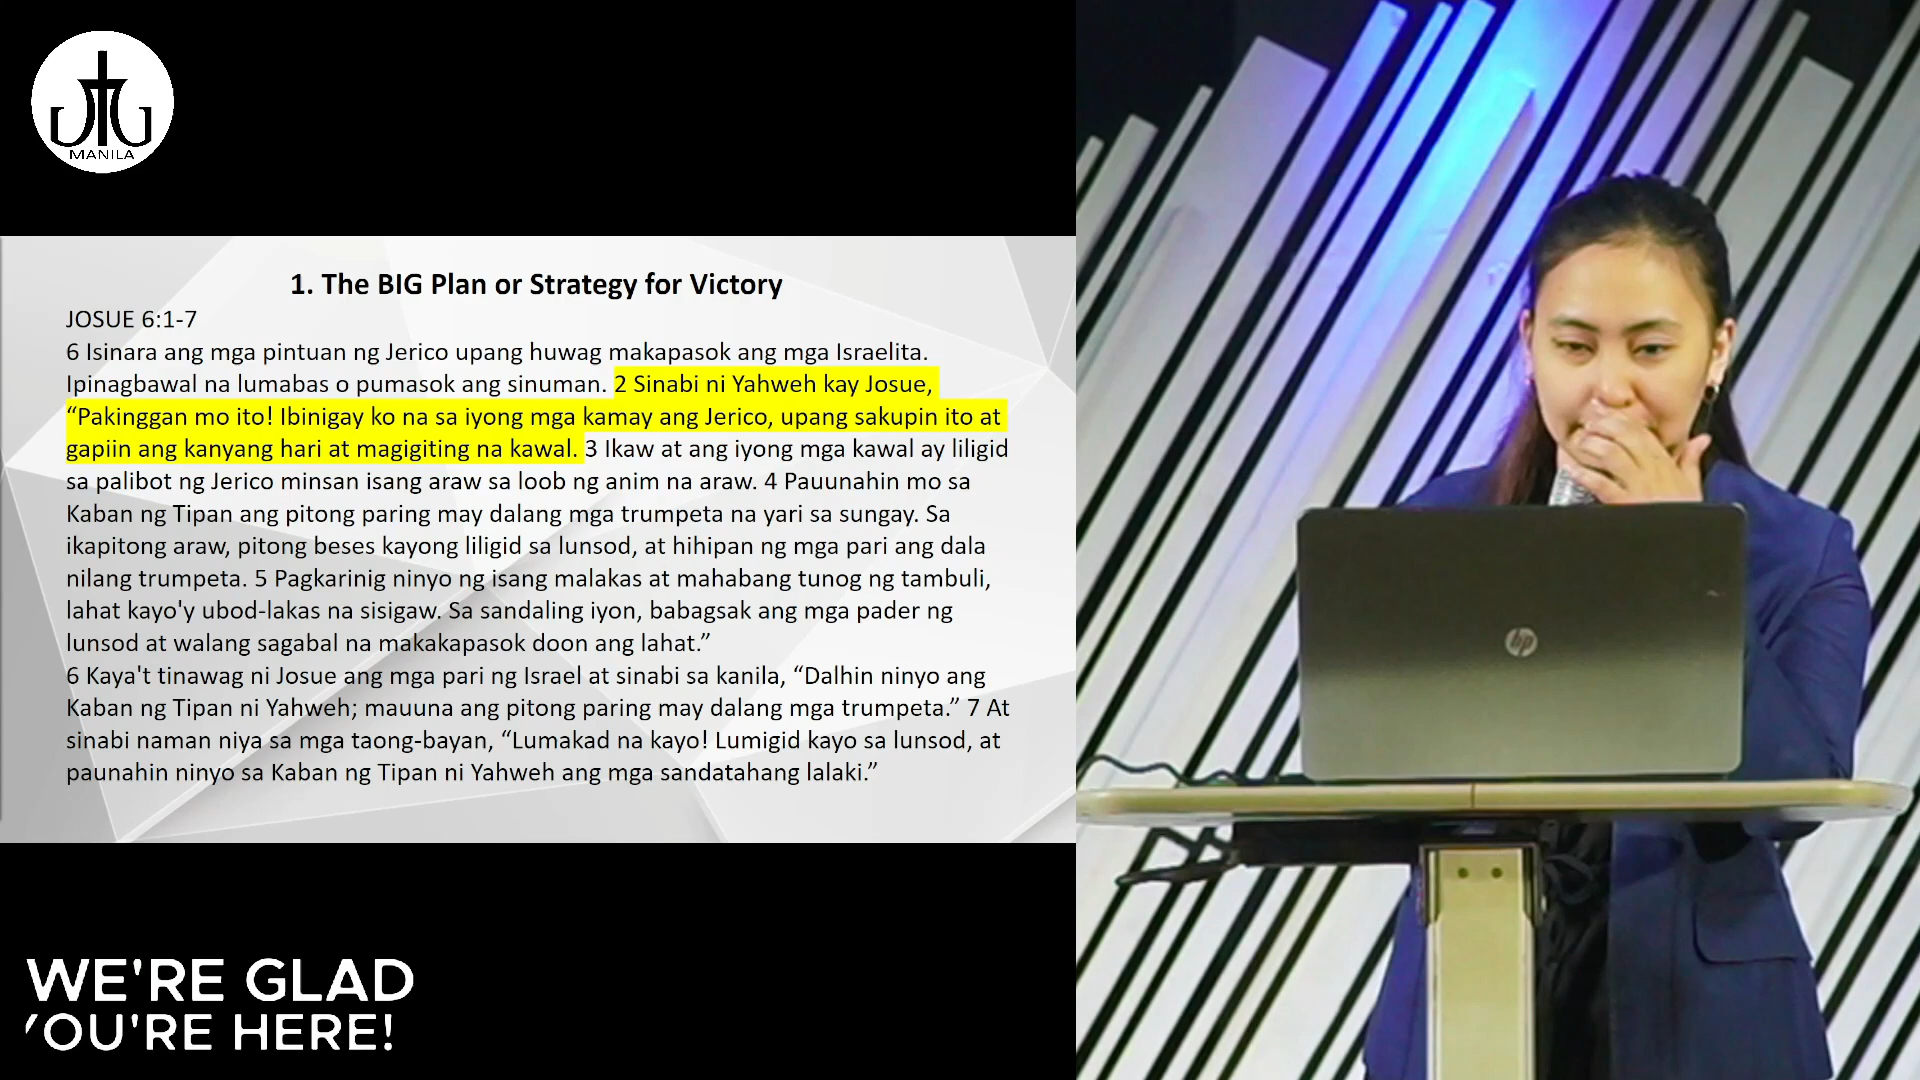 MANILA
1. The BIG Plan or Strategy for Victory
JOSUE 6:1-7
6 Isinara ang mga pintuan ng Jerico upang huwag makapasok ang mga Israelita.
Ipinagbawal na lumabas o pumasok ang sinuman. 2 Sinabi ni Yahweh kay Josue,
“Pakinggan mo ito! Ibinigay ko na sa iyong mga kamay ang Jerico, upang sakupin ito at
gapiin ang kanyang hari at magigiting na kawal. 3 Ikaw at ang iyong mga kawal ay liligid
sa palibot ng Jerico minsan isang araw sa loob ng anim na araw. 4 Pauunahin mo sa
Kaban ng Tipan ang pitong paring may dalang mga trumpeta na yari sa sungay. Sa
ikapitong araw, pitong beses kayong liligid sa lunsod, at hihipan ng mga pari ang dala
nilang trumpeta. 5 Pagkarinig ninyo ng isang malakas at mahabang tunog ng tambuli,
lahat kayo'y ubod-lakas na sisigaw. Sa sandaling iyon, babagsak ang mga pader ng
lunsod at walang sagabal na makakapasok doon ang lahat.”
6 Kaya't tinawag ni Josue ang mga pari ng Israel at sinabi sa kanila, “Dalhin ninyo ang
Kaban ng Tipan ni Yahweh; mauuna ang pitong paring may dalang mga trumpeta.” 7 At
sinabi naman niya sa mga taong-bayan, “Lumakad na kayo! Lumigid kayo sa lunsod, at
paunahin ninyo sa Kaban ng Tipan ni Yahweh ang mga sandatahang lalaki.”
hp
WE'RE GLAD
YOU'RE HERE!